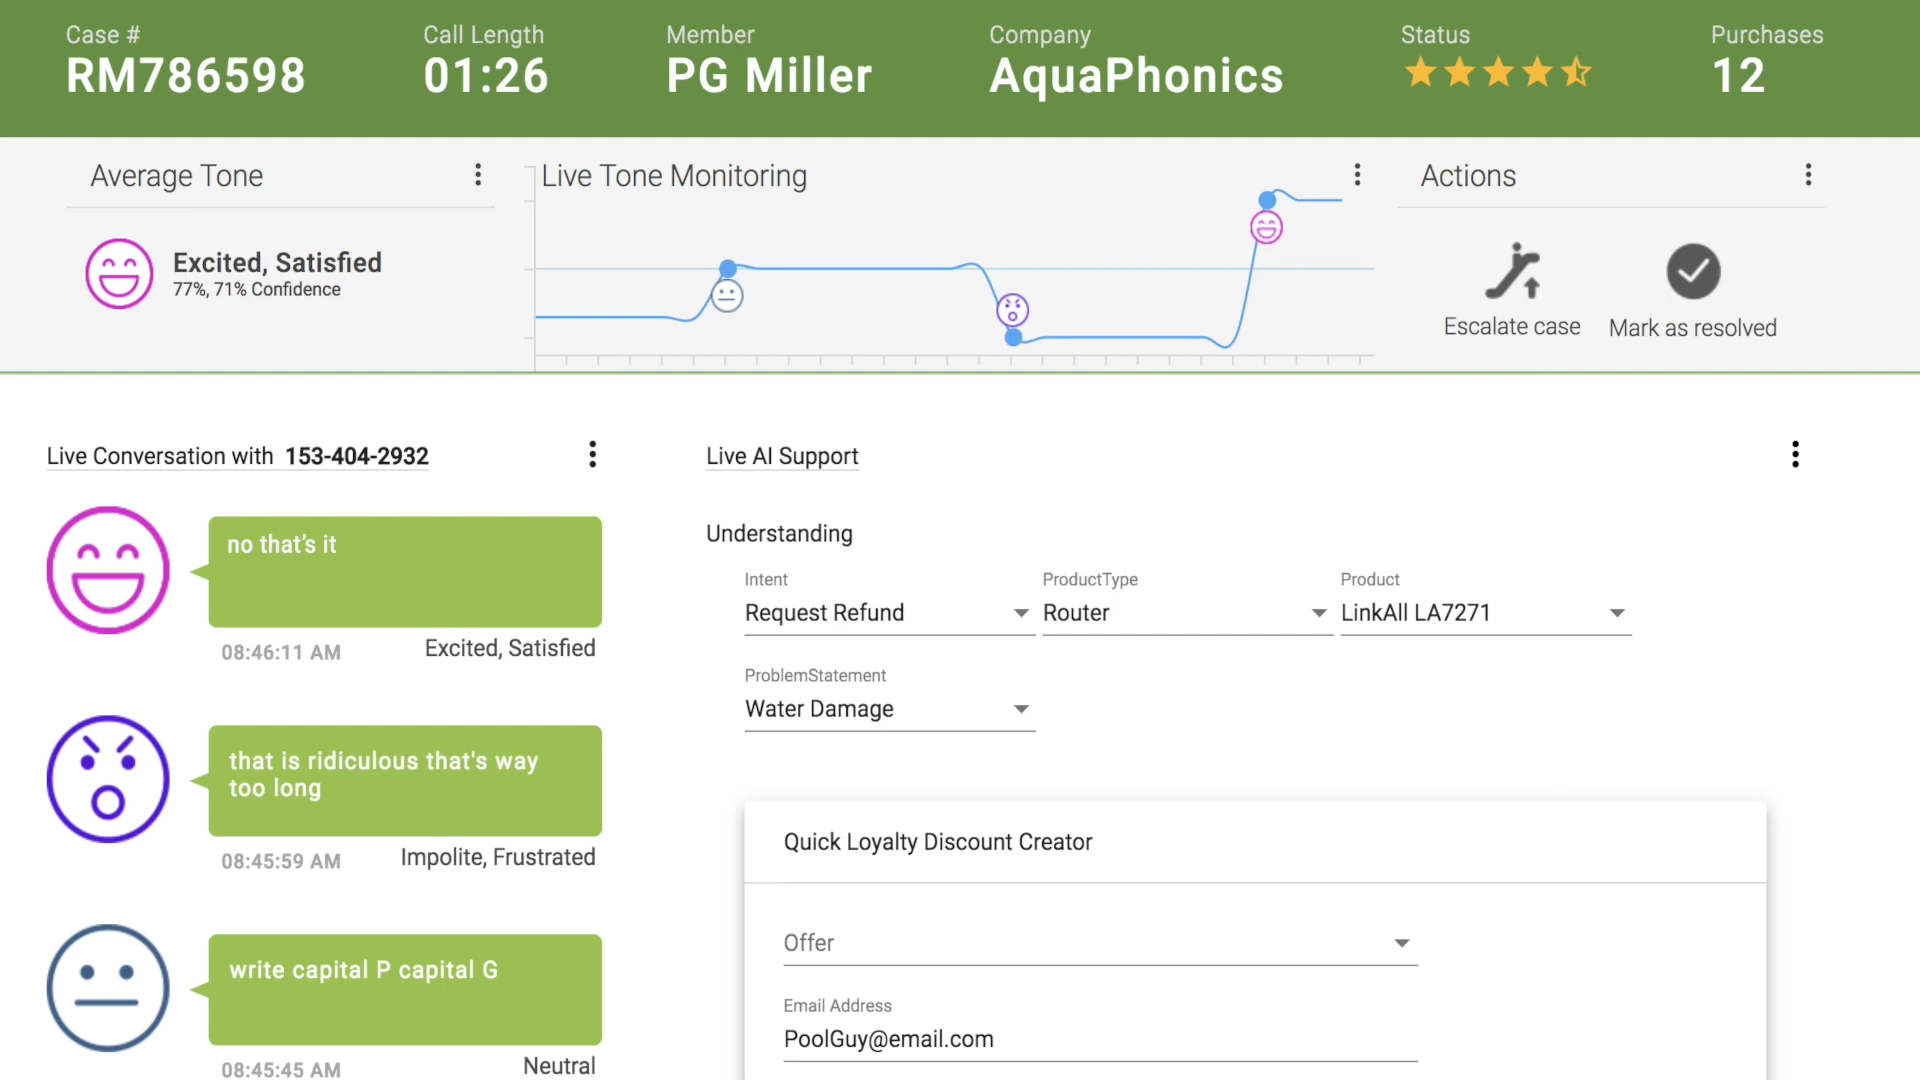 Case #
RM786598
Call Length
01:26
Member
PG Miller
Company
AquaPhonics
Status
Purchases
12
Average Tone
Excited, Satisfied
77%, 71% Confidence
Live Tone Monitoring
Actions
Escalate case
Mark as resolved
Live Conversation with 153-404-2932
no that’s it
08:46:11 AM
Excited, Satisfied
that is ridiculous that's way
too long
08:45:59 AM
Impolite, Frustrated
write capital P capital G
08:45:45 AM
Neutral
Live AI Support
Understanding
Intent
Request Refund
ProductType
Router
Product
LinkAll LA7271
ProblemStatement
Water Damage
Quick Loyalty Discount Creator
Offer
Email Address
PoolGuy@email.com